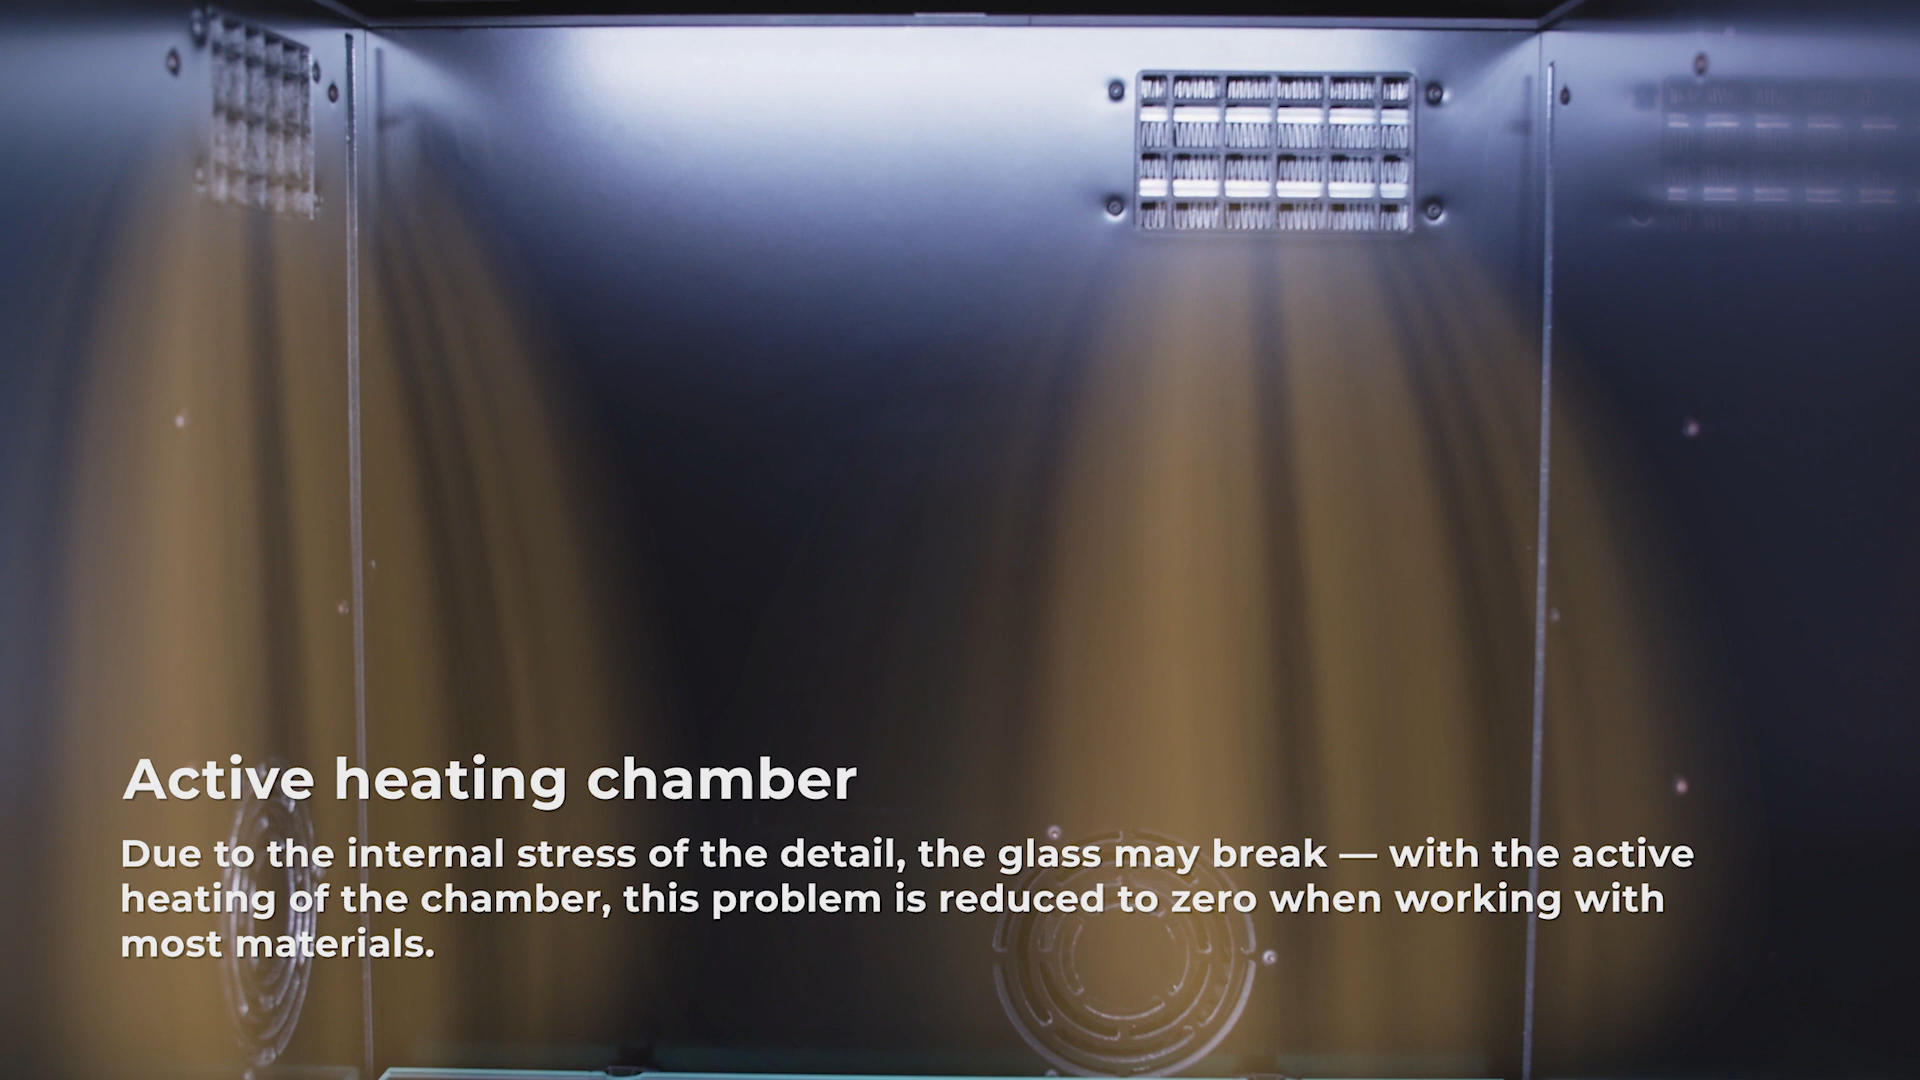 Active heating chamber
Due to the internal stress of the detail, the glass may break — with the active
heating of the chamber, this problem is reduced to zero when working with
most materials.